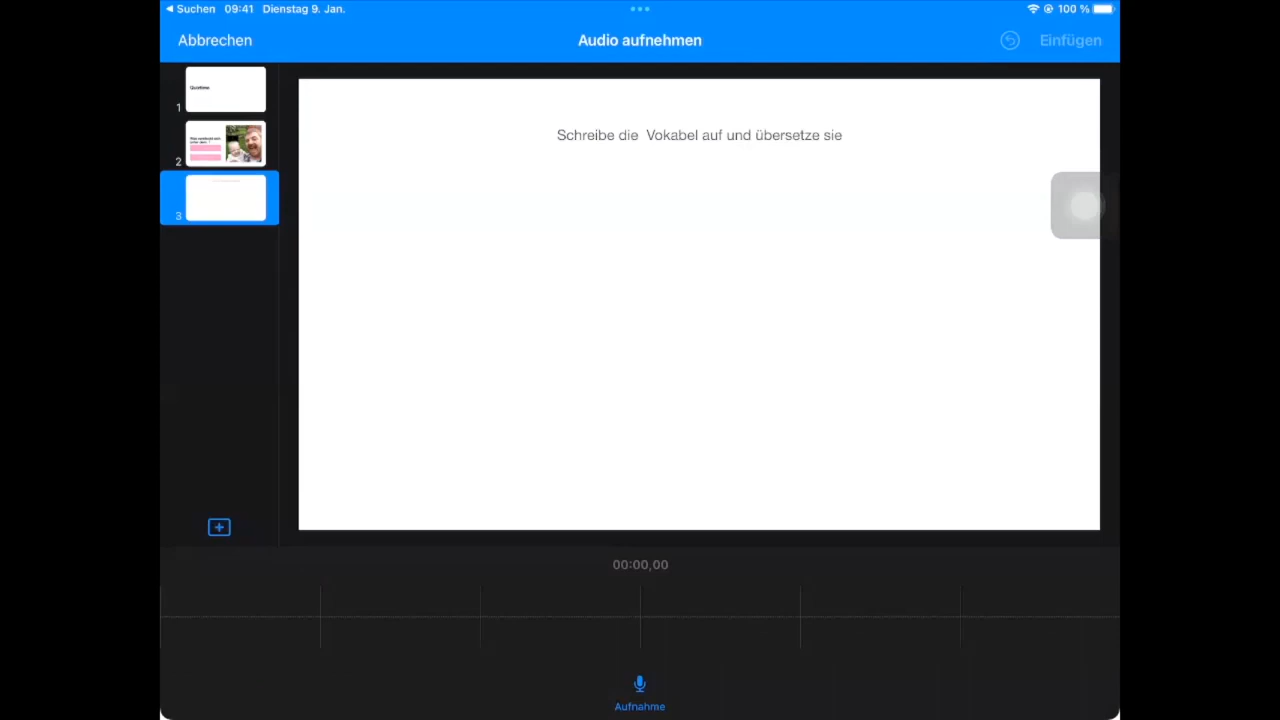 Suchen 09:41 Dienstag 9. Jan. 100 %
Abbrechen Audio aufnehmen Einfügen
Quiztime
1
2
3
Schreibe die Vokabel auf und übersetze sie
00:00,00
Aufnahme